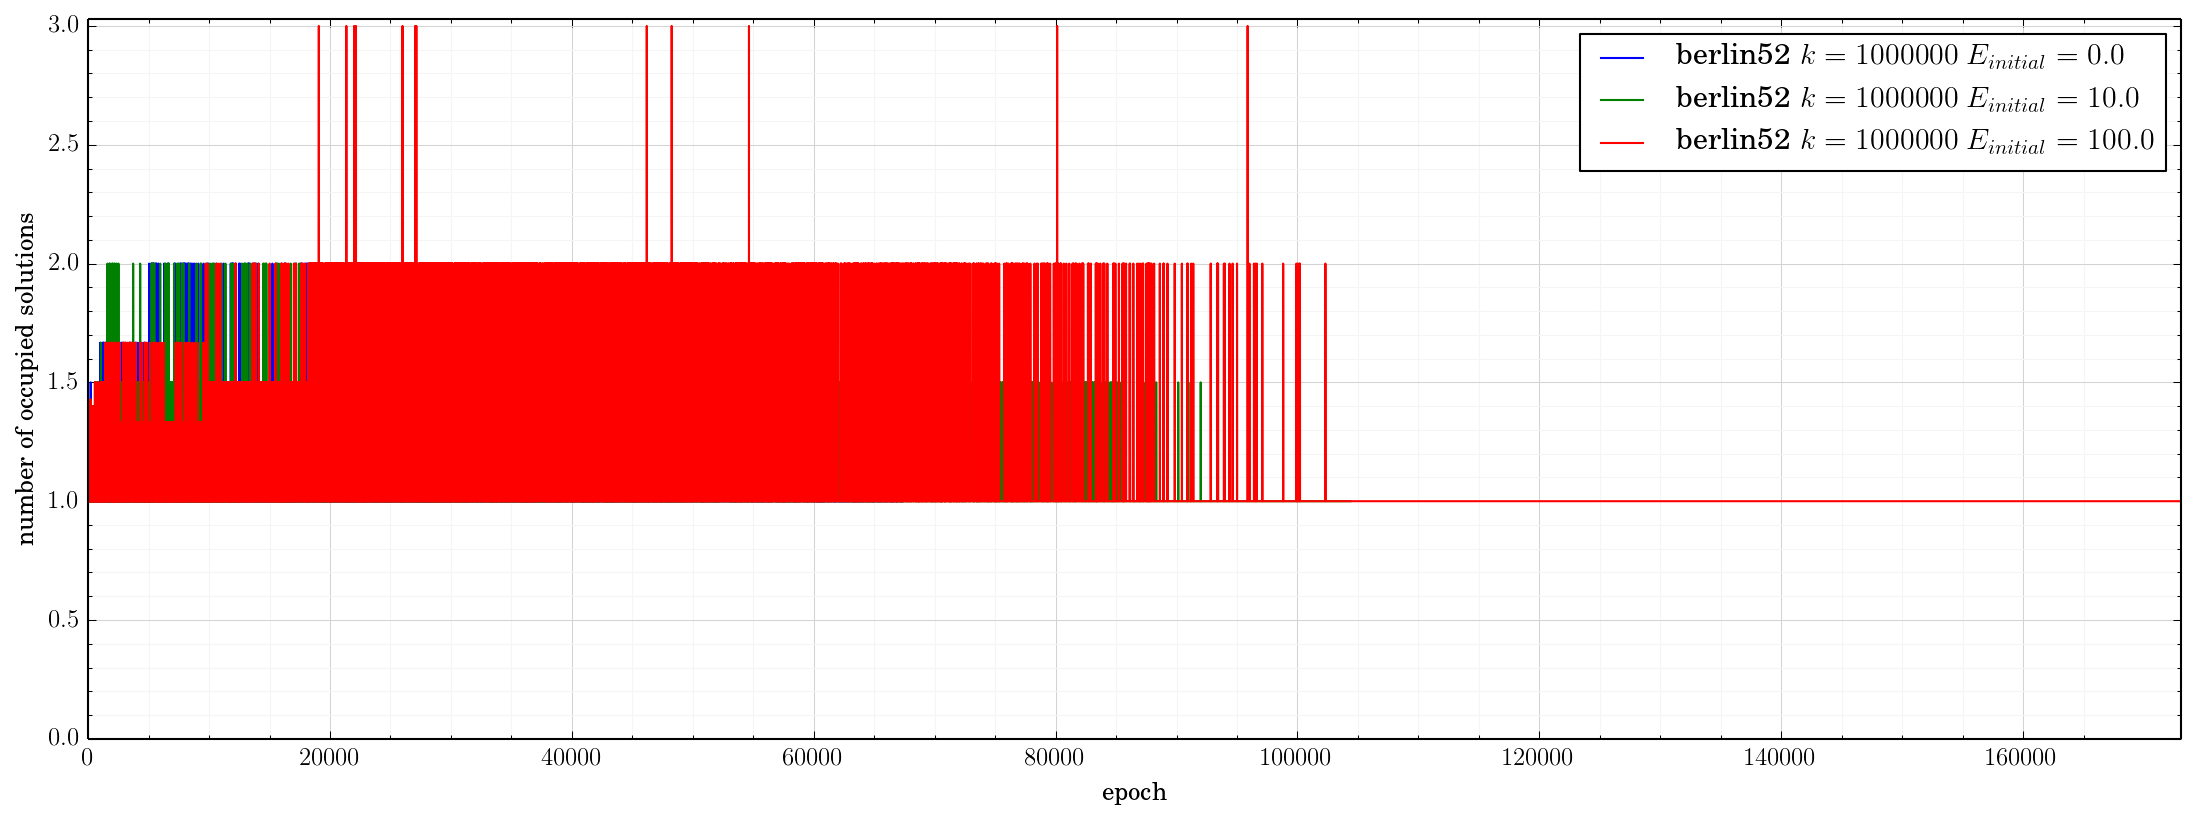 3.0
2.5
2.0
1.5
1.0
0.5
0.0
number of occupied solutions
berlin52 k = 1000000 E_initial = 0.0
berlin52 k = 1000000 E_initial = 10.0
berlin52 k = 1000000 E_initial = 100.0
0 20000 40000 60000 80000 100000 120000 140000 160000
epoch